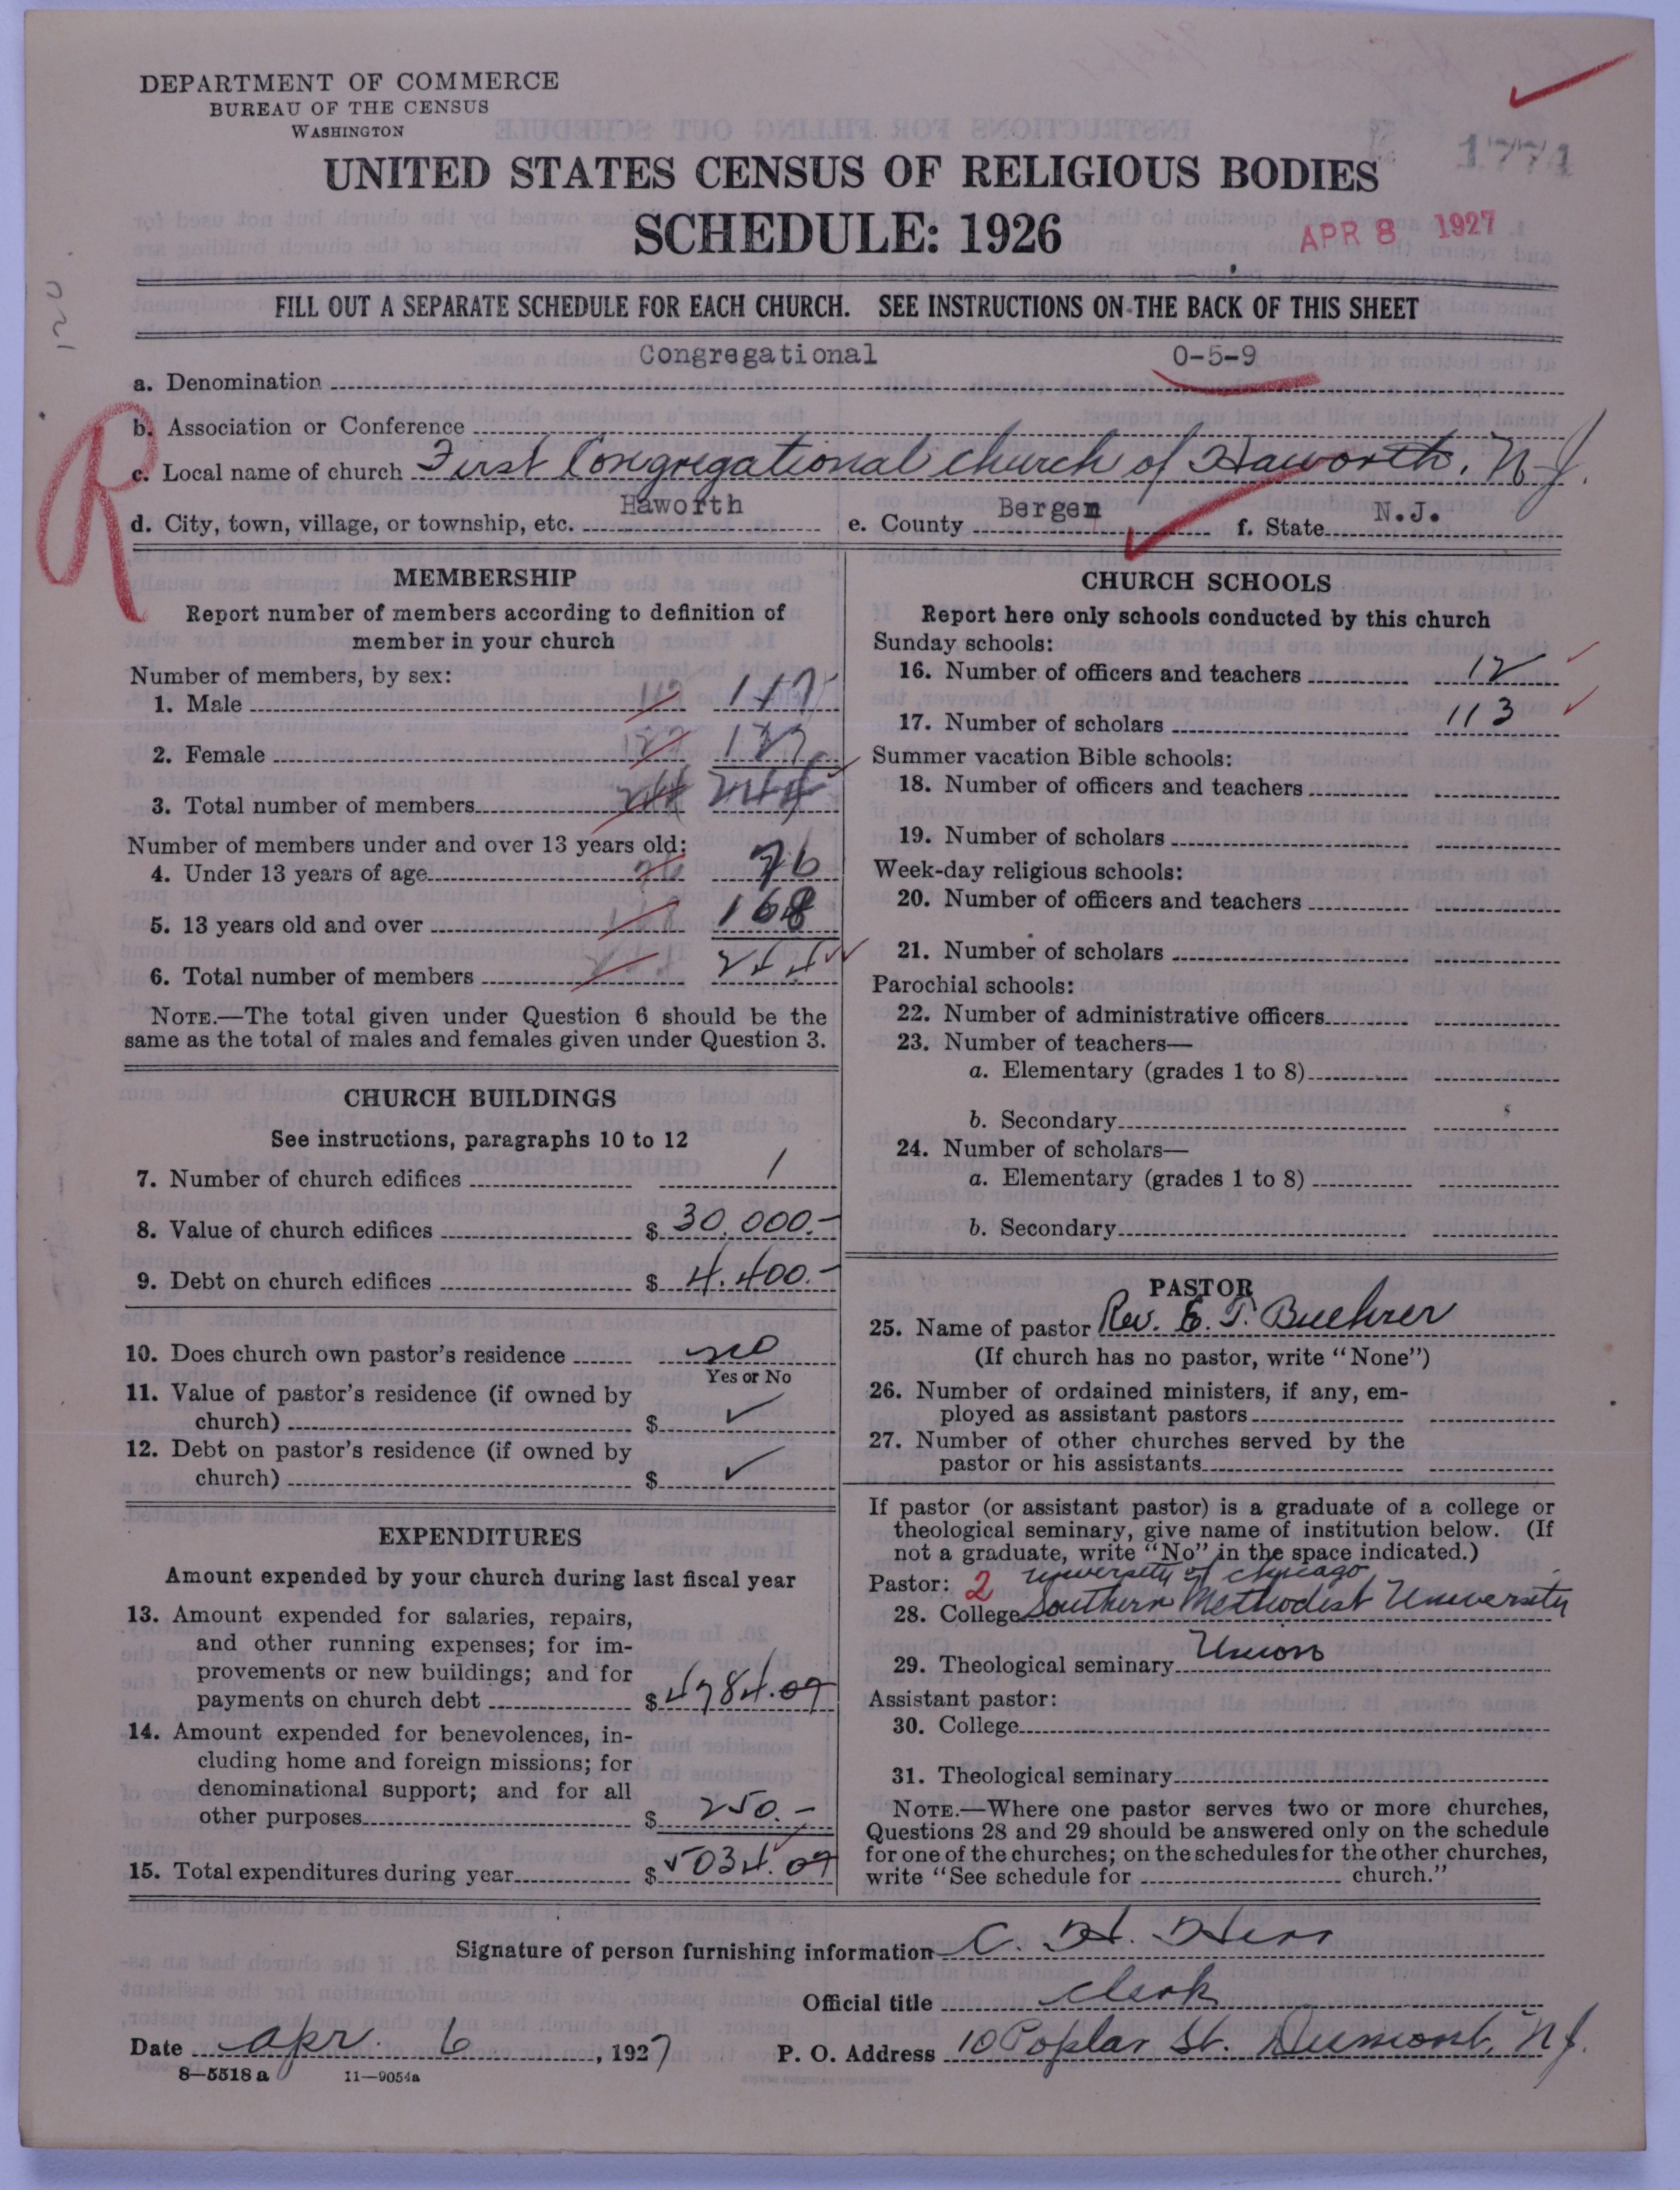 DEPARTMENT OF COMMERCE
BUREAU OF THE CENSUS
WASHINGTON
1774
UNITED STATES CENSUS OF RELIGIOUS BODIES
SCHEDULE: 1926
APR 8 1927
FILL OUT A SEPARATE SCHEDULE FOR EACH CHURCH. SEE INSTRUCTIONS ON THE BACK OF THIS SHEET
a. Denomination Congregational 0-5-9
b. Association or Conference
c. Local name of church First Congregational church of Haworth, N.J.
d. City, town, village, or township, etc. Haworth e. County Bergen f. State N.J.
MEMBERSHIP
Report number of members according to definition of
member in your church
Number of members, by sex:
1. Male 117
2. Female 127
3. Total number of members 244
Number of members under and over 13 years old:
4. Under 13 years of age 76
5. 13 years old and over 168
6. Total number of members 244
NOTE.—The total given under Question 6 should be the
same as the total of males and females given under Question 3.
CHURCH BUILDINGS
See instructions, paragraphs 10 to 12
7. Number of church edifices 1
8. Value of church edifices $ 30,000.-
9. Debt on church edifices $ 4.400.-
10. Does church own pastor's residence no
Yes or No
11. Value of pastor's residence (if owned by
church) $ ✓
12. Debt on pastor's residence (if owned by
church) $ ✓
EXPENDITURES
Amount expended by your church during last fiscal year
13. Amount expended for salaries, repairs,
and other running expenses; for im-
provements or new buildings; and for
payments on church debt $ 4784.09
14. Amount expended for benevolences, in-
cluding home and foreign missions; for
denominational support; and for all
other purposes $ 250.-
15. Total expenditures during year $ 5034.09
CHURCH SCHOOLS
Report here only schools conducted by this church
Sunday schools:
16. Number of officers and teachers 12
17. Number of scholars 113
Summer vacation Bible schools:
18. Number of officers and teachers
19. Number of scholars
Week-day religious schools:
20. Number of officers and teachers
21. Number of scholars
Parochial schools:
22. Number of administrative officers
23. Number of teachers—
a. Elementary (grades 1 to 8)
b. Secondary
24. Number of scholars—
a. Elementary (grades 1 to 8)
b. Secondary
PASTOR
25. Name of pastor Rev. E. T. Buehrer
(If church has no pastor, write "None")
26. Number of ordained ministers, if any, em-
ployed as assistant pastors
27. Number of other churches served by the
pastor or his assistants
If pastor (or assistant pastor) is a graduate of a college or
theological seminary, give name of institution below. (If
not a graduate, write "No" in the space indicated.)
Pastor: 2 University of Chicago
28. College Southern Methodist University
29. Theological seminary Union
Assistant pastor:
30. College
31. Theological seminary
NOTE.—Where one pastor serves two or more churches,
Questions 28 and 29 should be answered only on the schedule
for one of the churches; on the schedules for the other churches,
write "See schedule for church."
Signature of person furnishing information C. H. Hess
Official title Clerk
Date Apr. 6, 1927 P. O. Address 10 Poplar St. Dumont, N.J.
8—5518 a 11—9054a